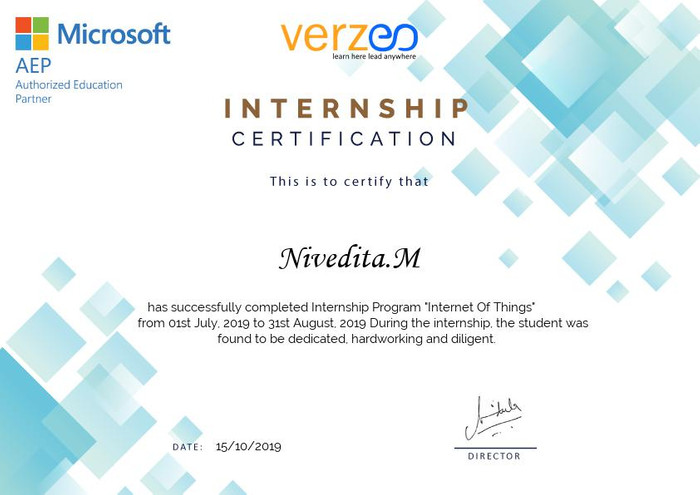 Microsoft
AEP
Authorized Education
Partner
verzeo
learn here lead anywhere
INTERNSHIP
CERTIFICATION
This is to certify that
Nivedita.M
has successfully completed Internship Program "Internet Of Things"
from 01st July, 2019 to 31st August, 2019 During the internship, the student was
found to be dedicated, hardworking and diligent.
DATE: 15/10/2019
DIRECTOR